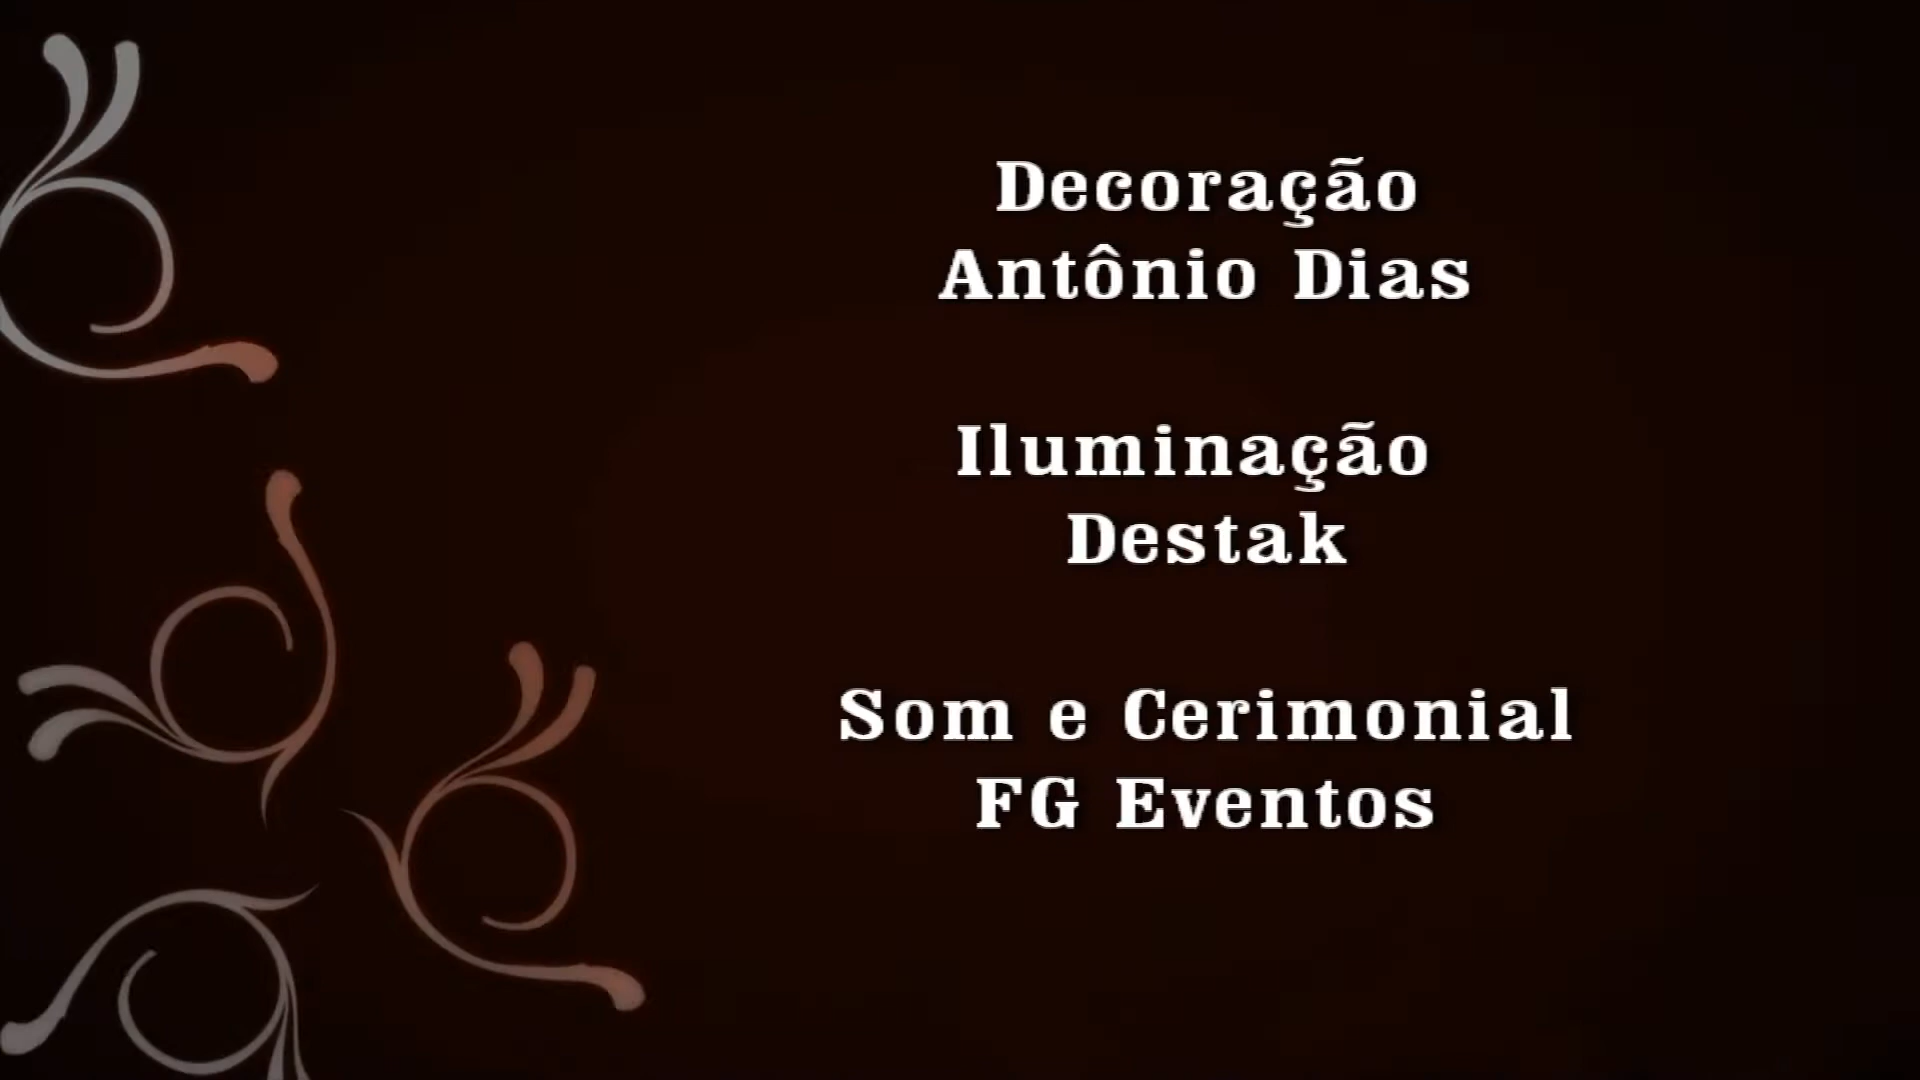 Decoração
Antônio Dias
Iluminação
Destak
Som e Cerimonial
FG Eventos